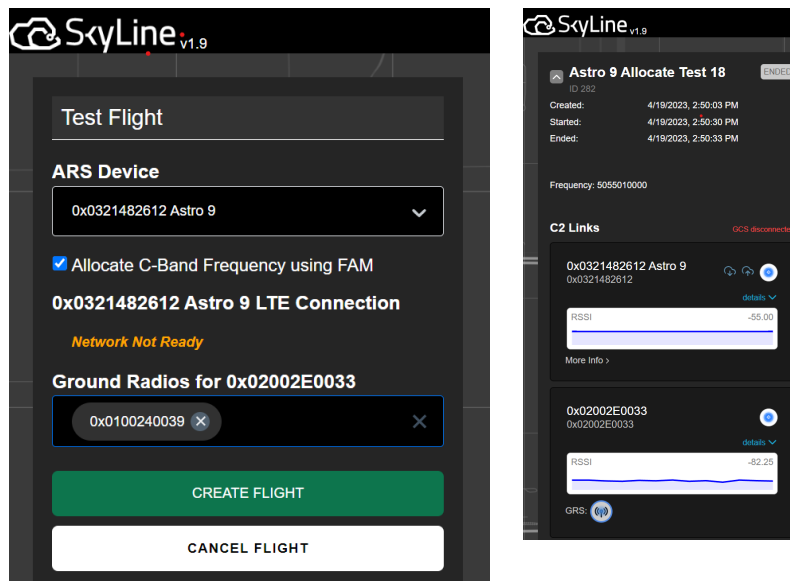 SkyLine v1.9
Test Flight
ARS Device
0x0321482612 Astro 9
Allocate C-Band Frequency using FAM
0x0321482612 Astro 9 LTE Connection
Network Not Ready
Ground Radios for 0x02002E0033
0x0100240039
CREATE FLIGHT
CANCEL FLIGHT
SkyLine v1.9
Astro 9 Allocate Test 18 ENDED
ID 282
Created: 4/19/2023, 2:50:03 PM
Started: 4/19/2023, 2:50:30 PM
Ended: 4/19/2023, 2:50:33 PM
Frequency: 5055010000
C2 Links GCS disconnecte
0x0321482612 Astro 9
0x0321482612
details
RSSI -55.00
More Info >
0x02002E0033
0x02002E0033
details
RSSI -82.25
GRS: